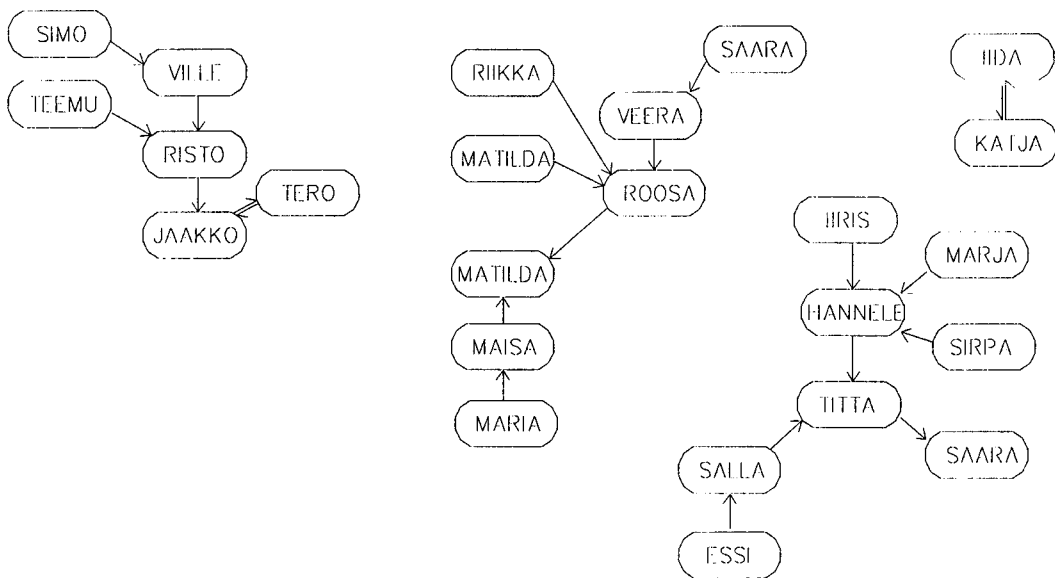 SIMO
VILLE
TEEMU
RISTO
TERO
JAAKKO
SAARA
RIIKKA
VEERA
MATILDA
ROOSA
MATILDA
MAISA
MARIA
IIDA
KATJA
IIRIS
MARJA
HANNELE
SIRPA
TITTA
SAARA
SALLA
ESSI